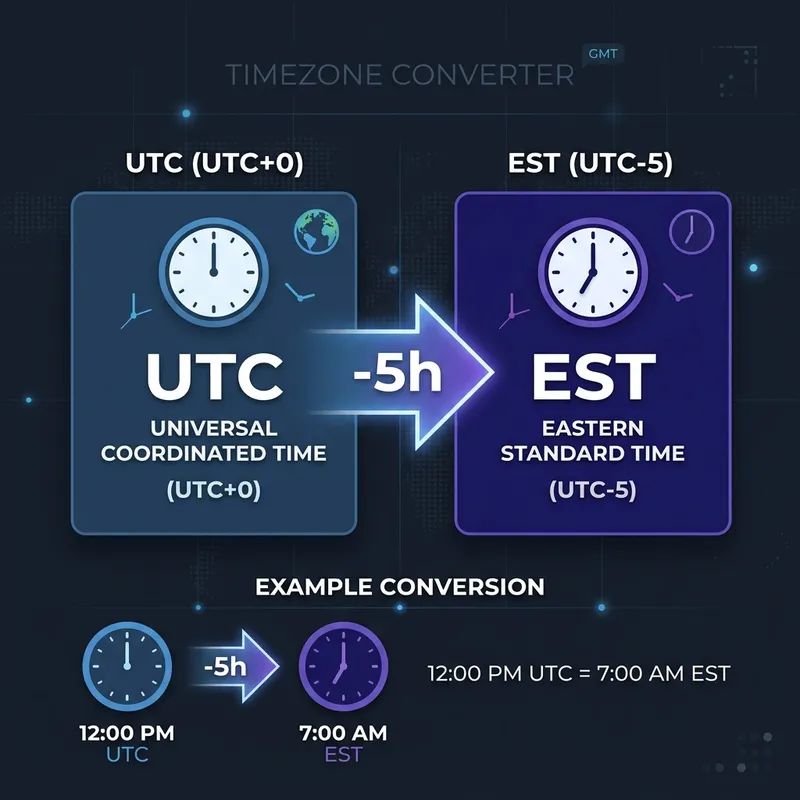 TIMEZONE CONVERTER
GMT
UTC (UTC+0)
EST (UTC-5)
UTC
UNIVERSAL
COORDINATED TIME
(UTC+0)
-5h
EST
EASTERN
STANDARD TIME
(UTC-5)
EXAMPLE CONVERSION
-5h
12:00 PM UTC = 7:00 AM EST
12:00 PM
UTC
7:00 AM
EST